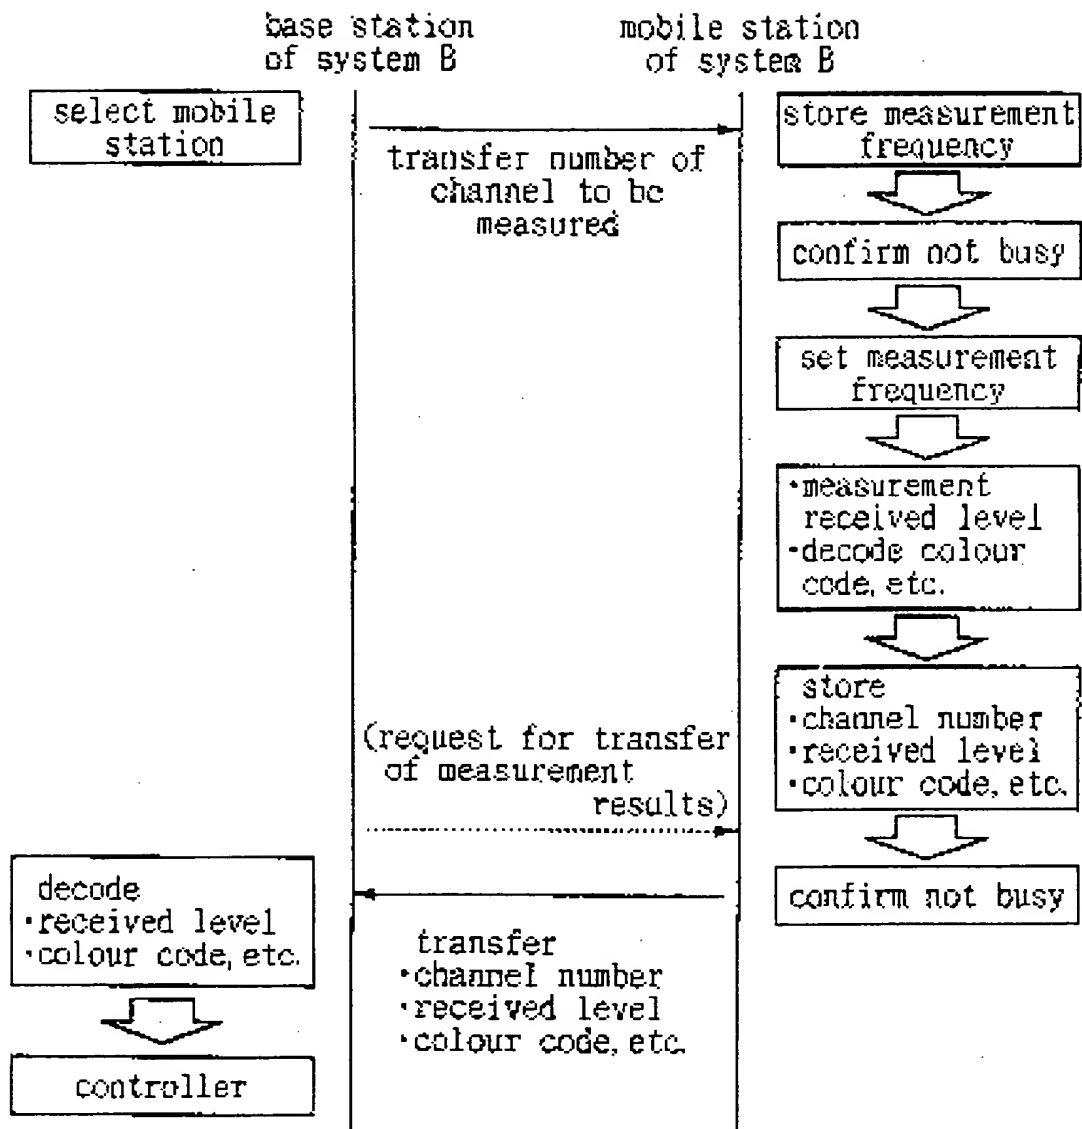 base station
of system B
mobile station
of system B
select mobile
station
transfer number of
channel to be
measured
store measurement
frequency
confirm not busy
set measurement
frequency
・measurement
received level
・decode colour
code, etc.
store
・channel number
・received level
・colour code, etc.
(request for transfer
of measurement
results)
confirm not busy
decode
・received level
・colour code, etc.
transfer
・channel number
・received level
・colour code, etc.
controller